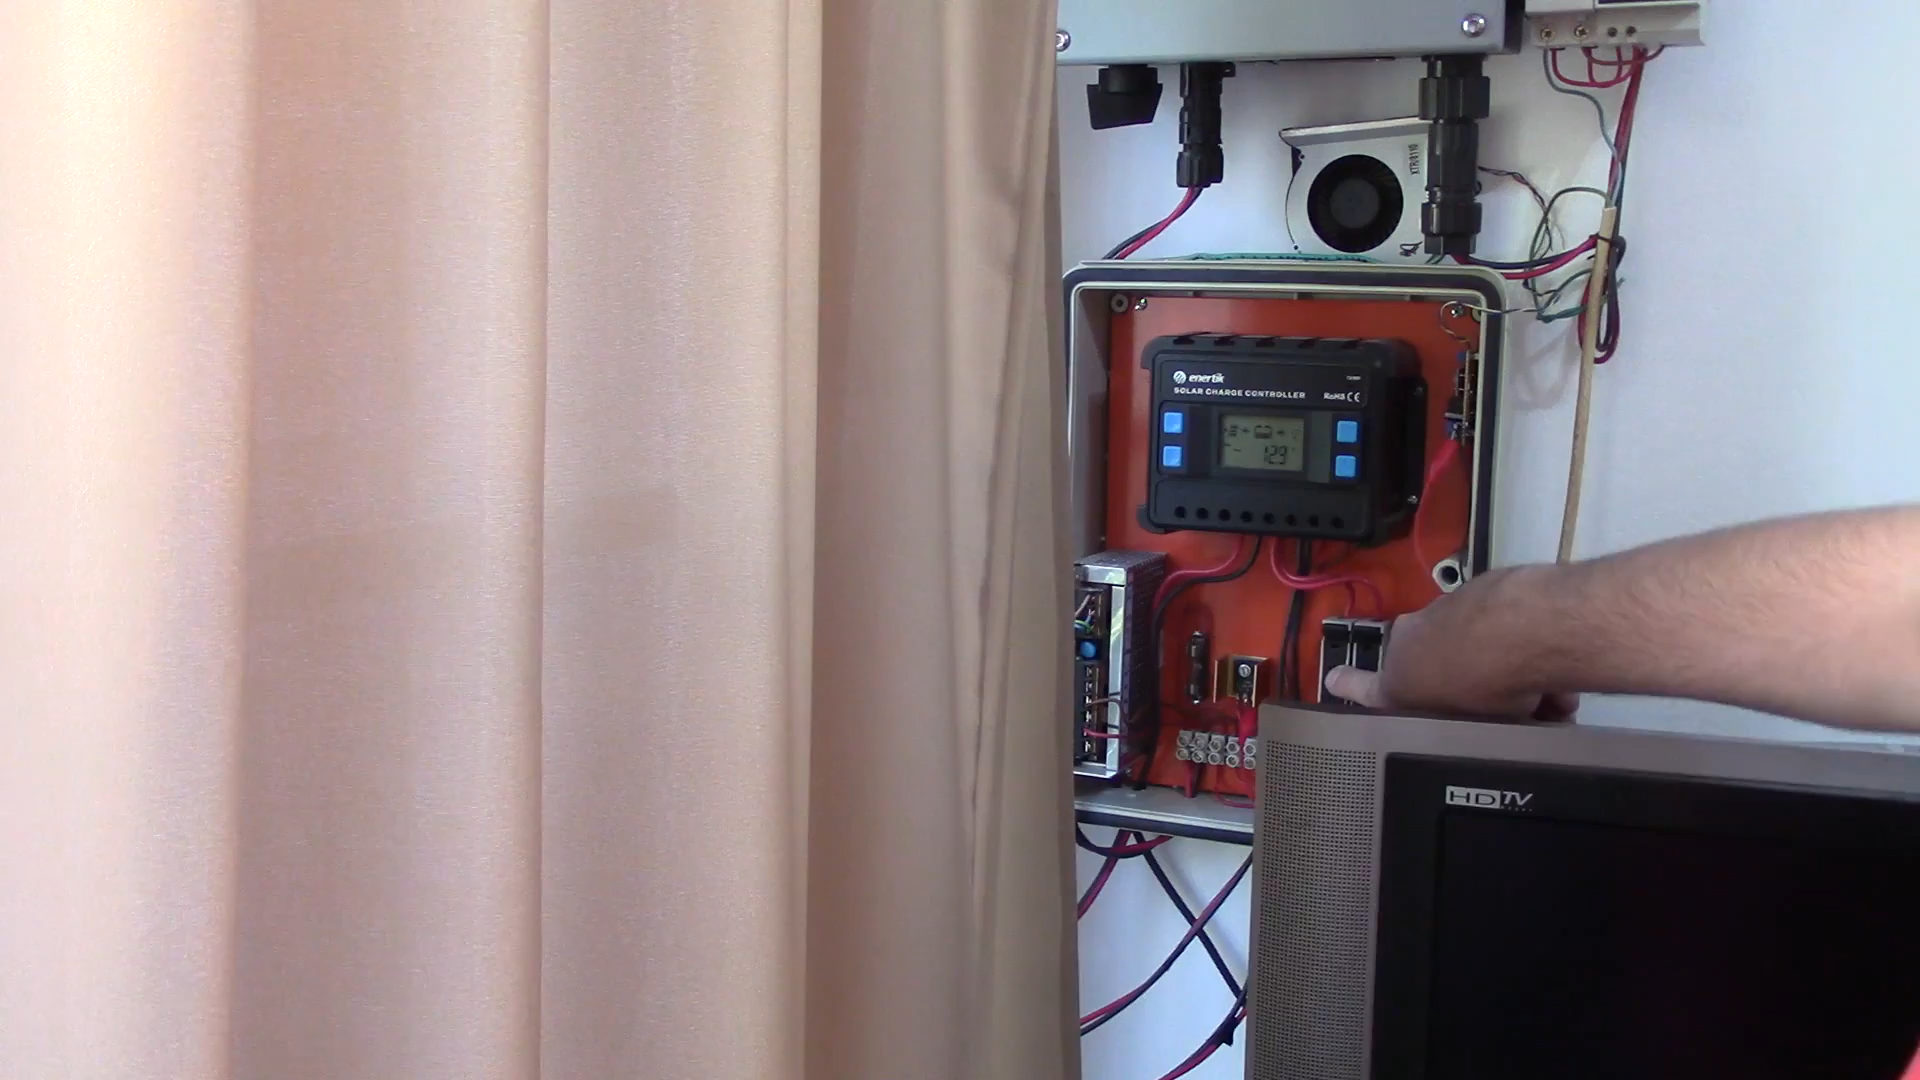 enertik
SOLAR CHARGE CONTROLLER
RoHS CE
12.9
HDTV